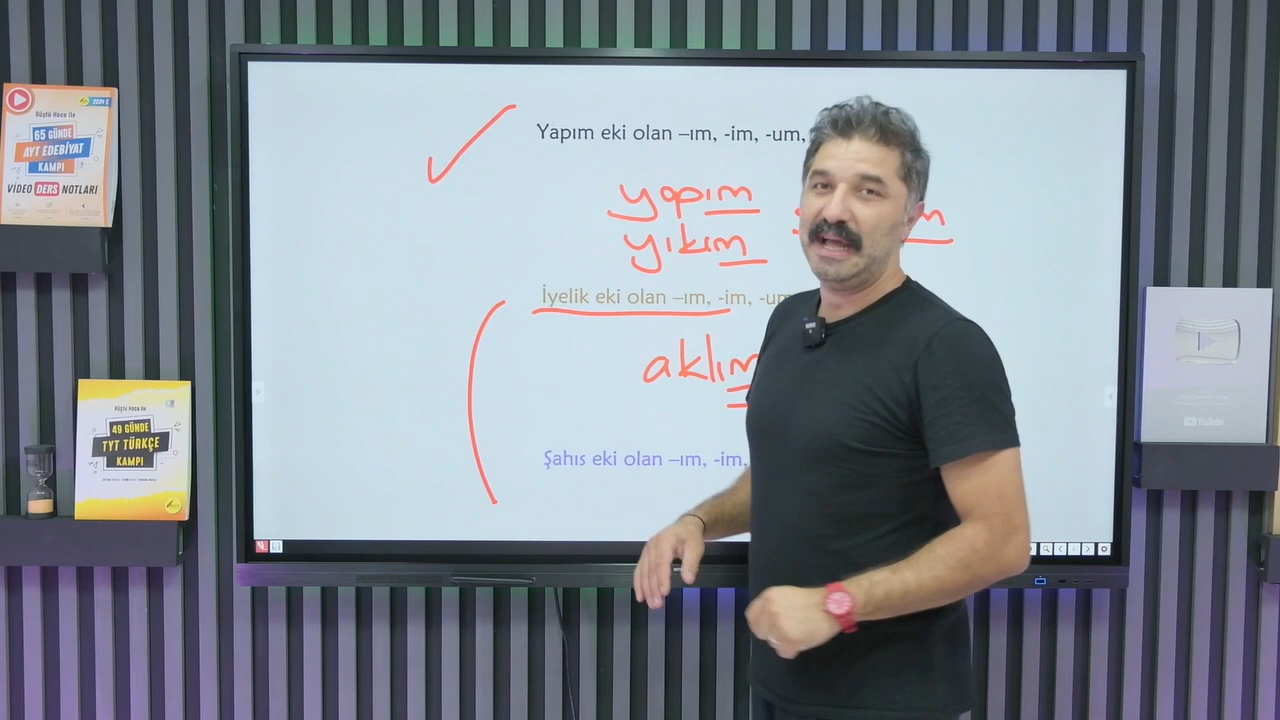 2024
Rüştü Hoca ile
65 GÜNDE
AYT EDEBİYAT
KAMPI
VİDEO DERS NOTLARI
Rüştü Hoca ile
49 GÜNDE
TYT TÜRKÇE
KAMPI
Yapım eki olan –ım, -im, -um,
yapım
yıkım
İyelik eki olan –ım, -im, -um
aklım
Şahıs eki olan –ım, -im,
YouTube